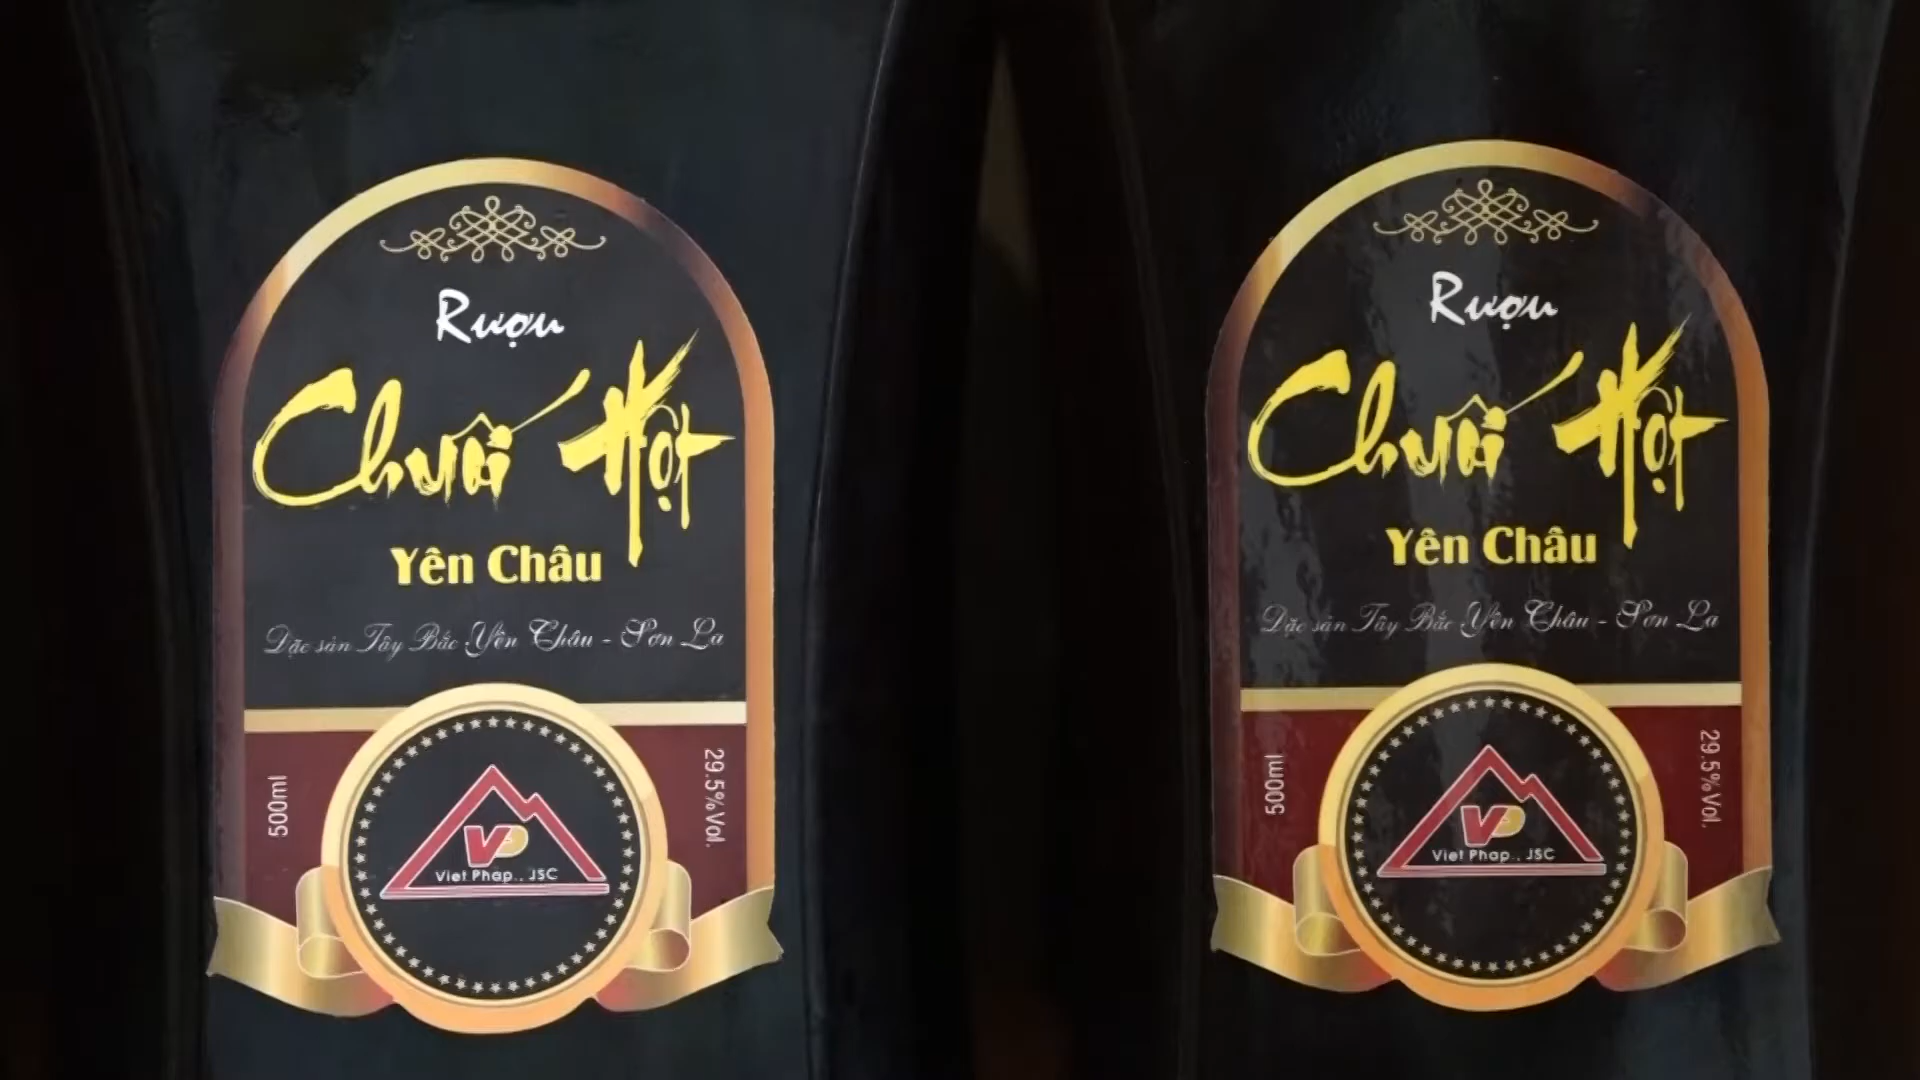 Rượu
Chuối Hột
Yên Châu
Đặc sản Tây Bắc Yên Châu - Sơn La
500ml
29.5%Vol.
VP
Viet Phap., JSC
Rượu
Chuối Hột
Yên Châu
Đặc sản Tây Bắc Yên Châu - Sơn La
500ml
29.5%Vol.
VP
Viet Phap., JSC